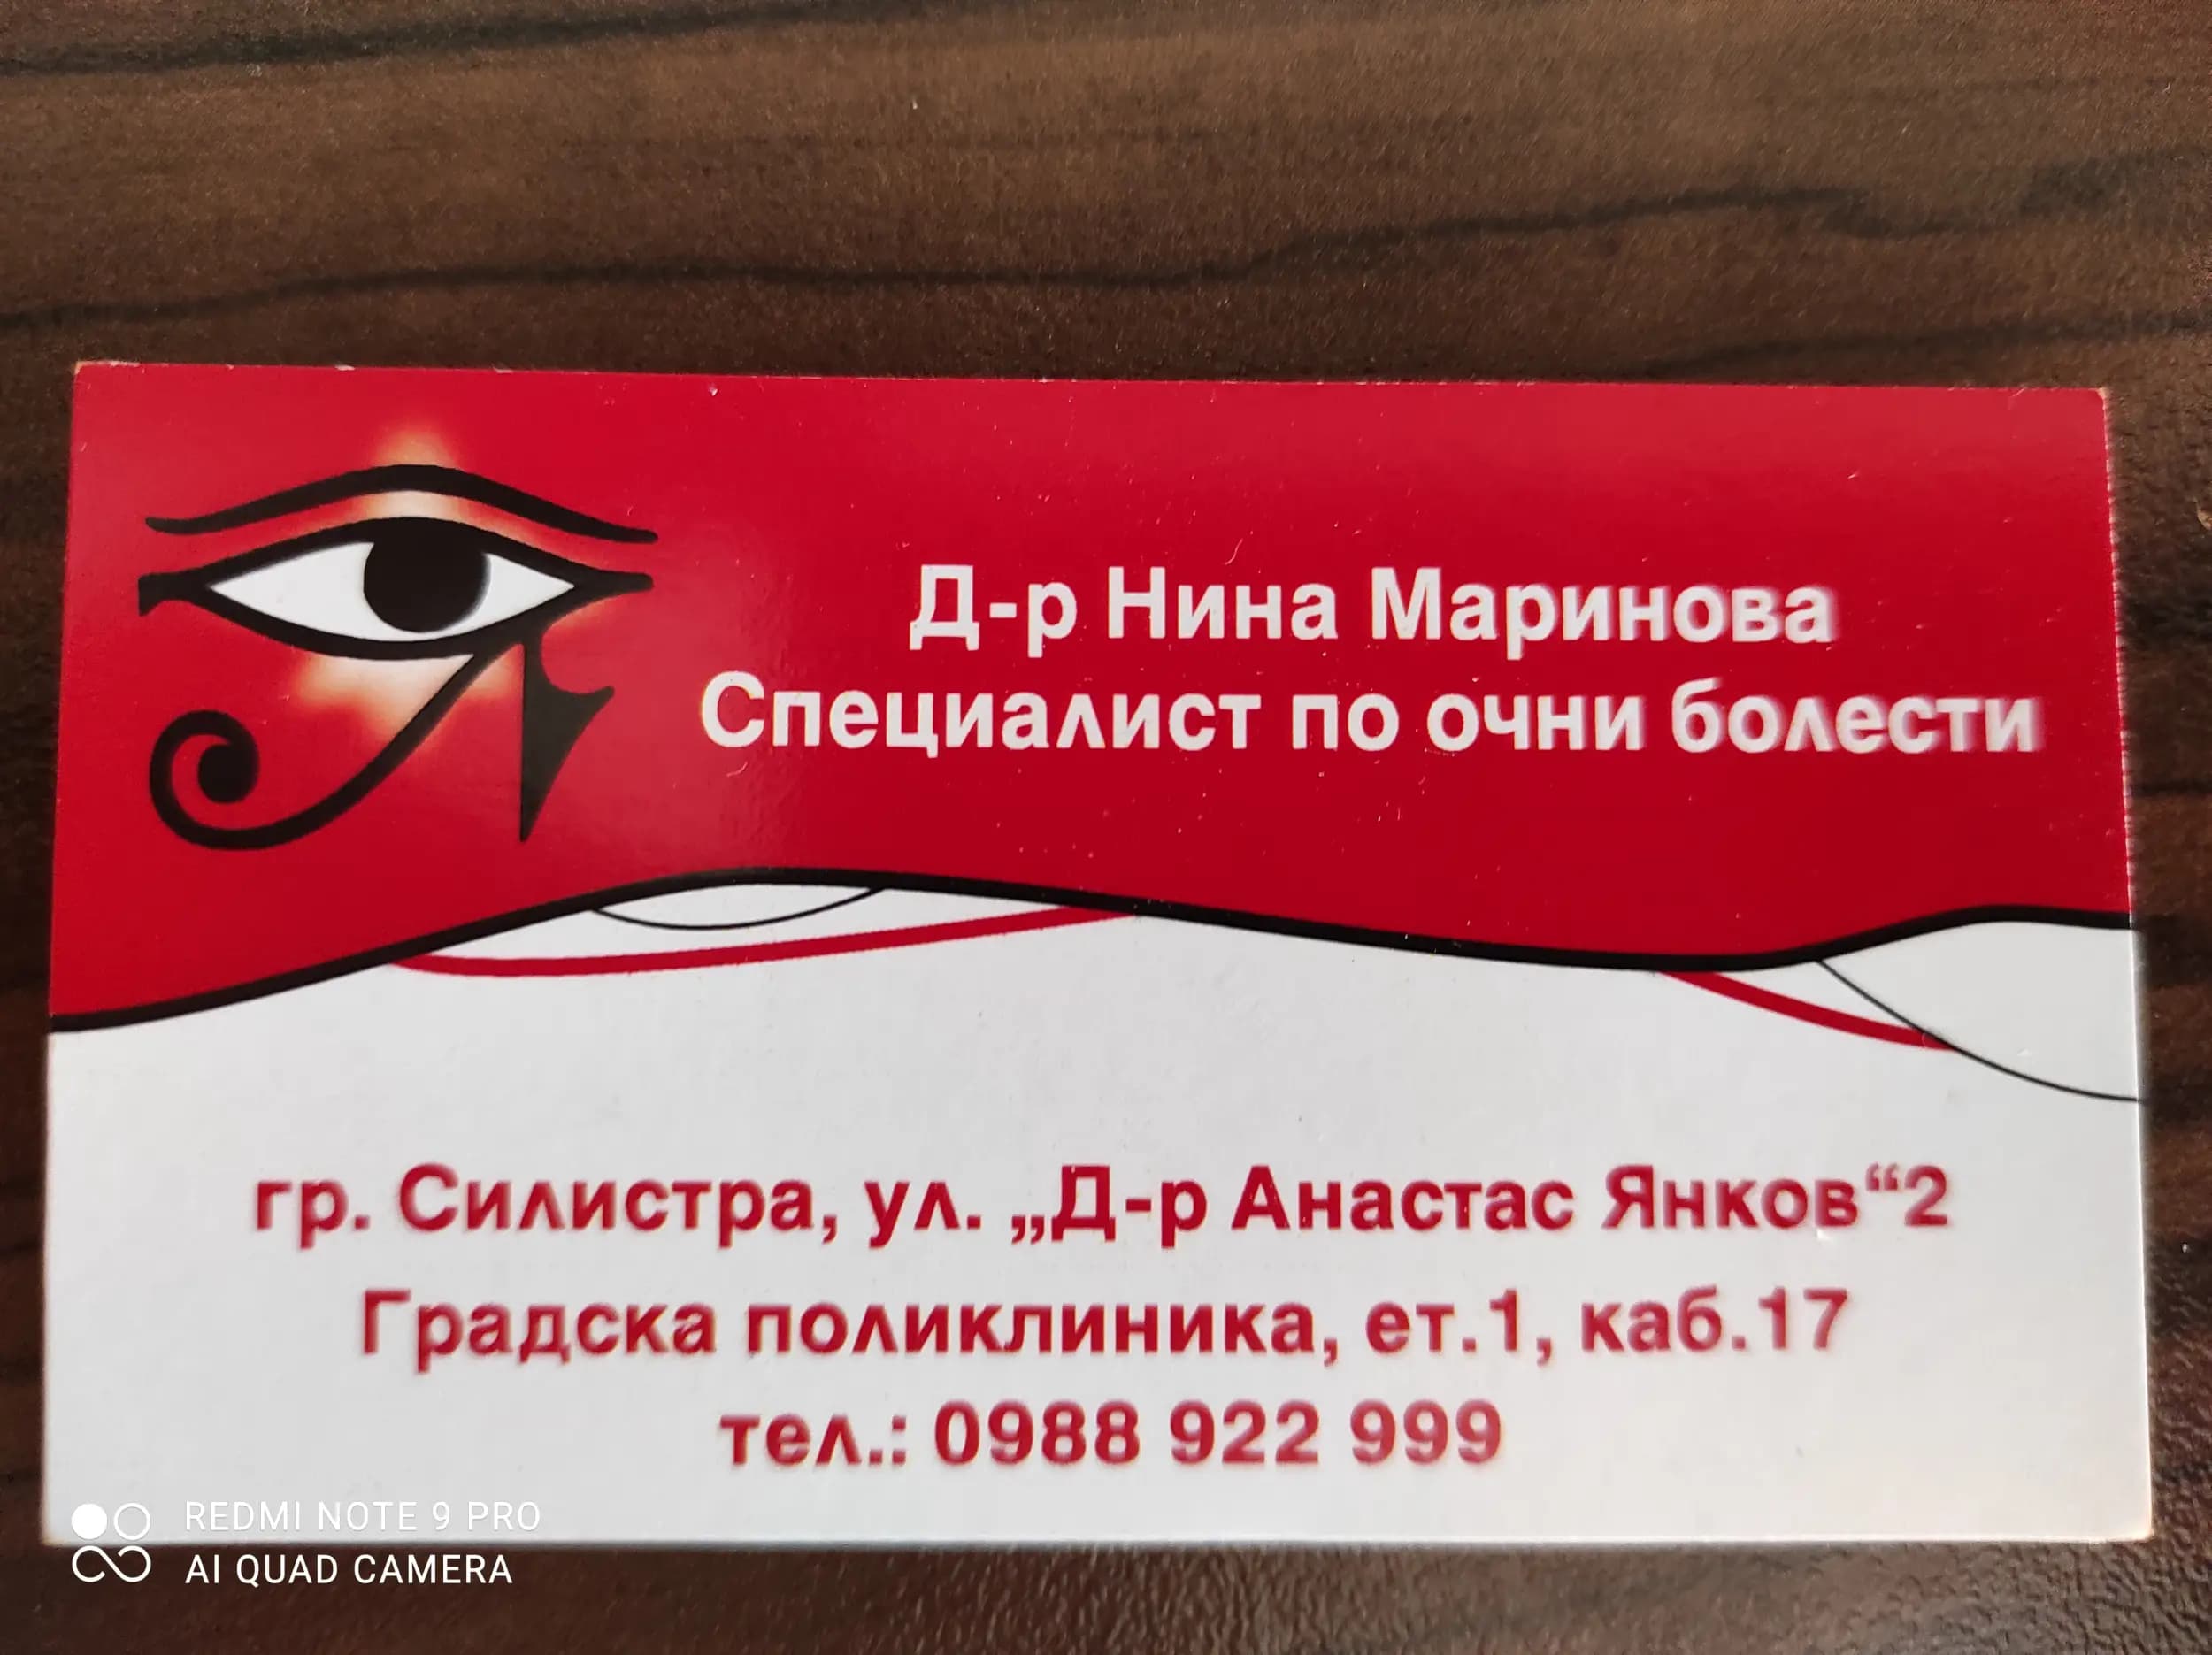 Д-р Нина Маринова
Специалист по очни болести
гр. Силистра, ул. „Д-р Анастас Янков“2
Градска поликлиника, ет.1, каб.17
тел.: 0988 922 999
REDMI NOTE 9 PRO
AI QUAD CAMERA